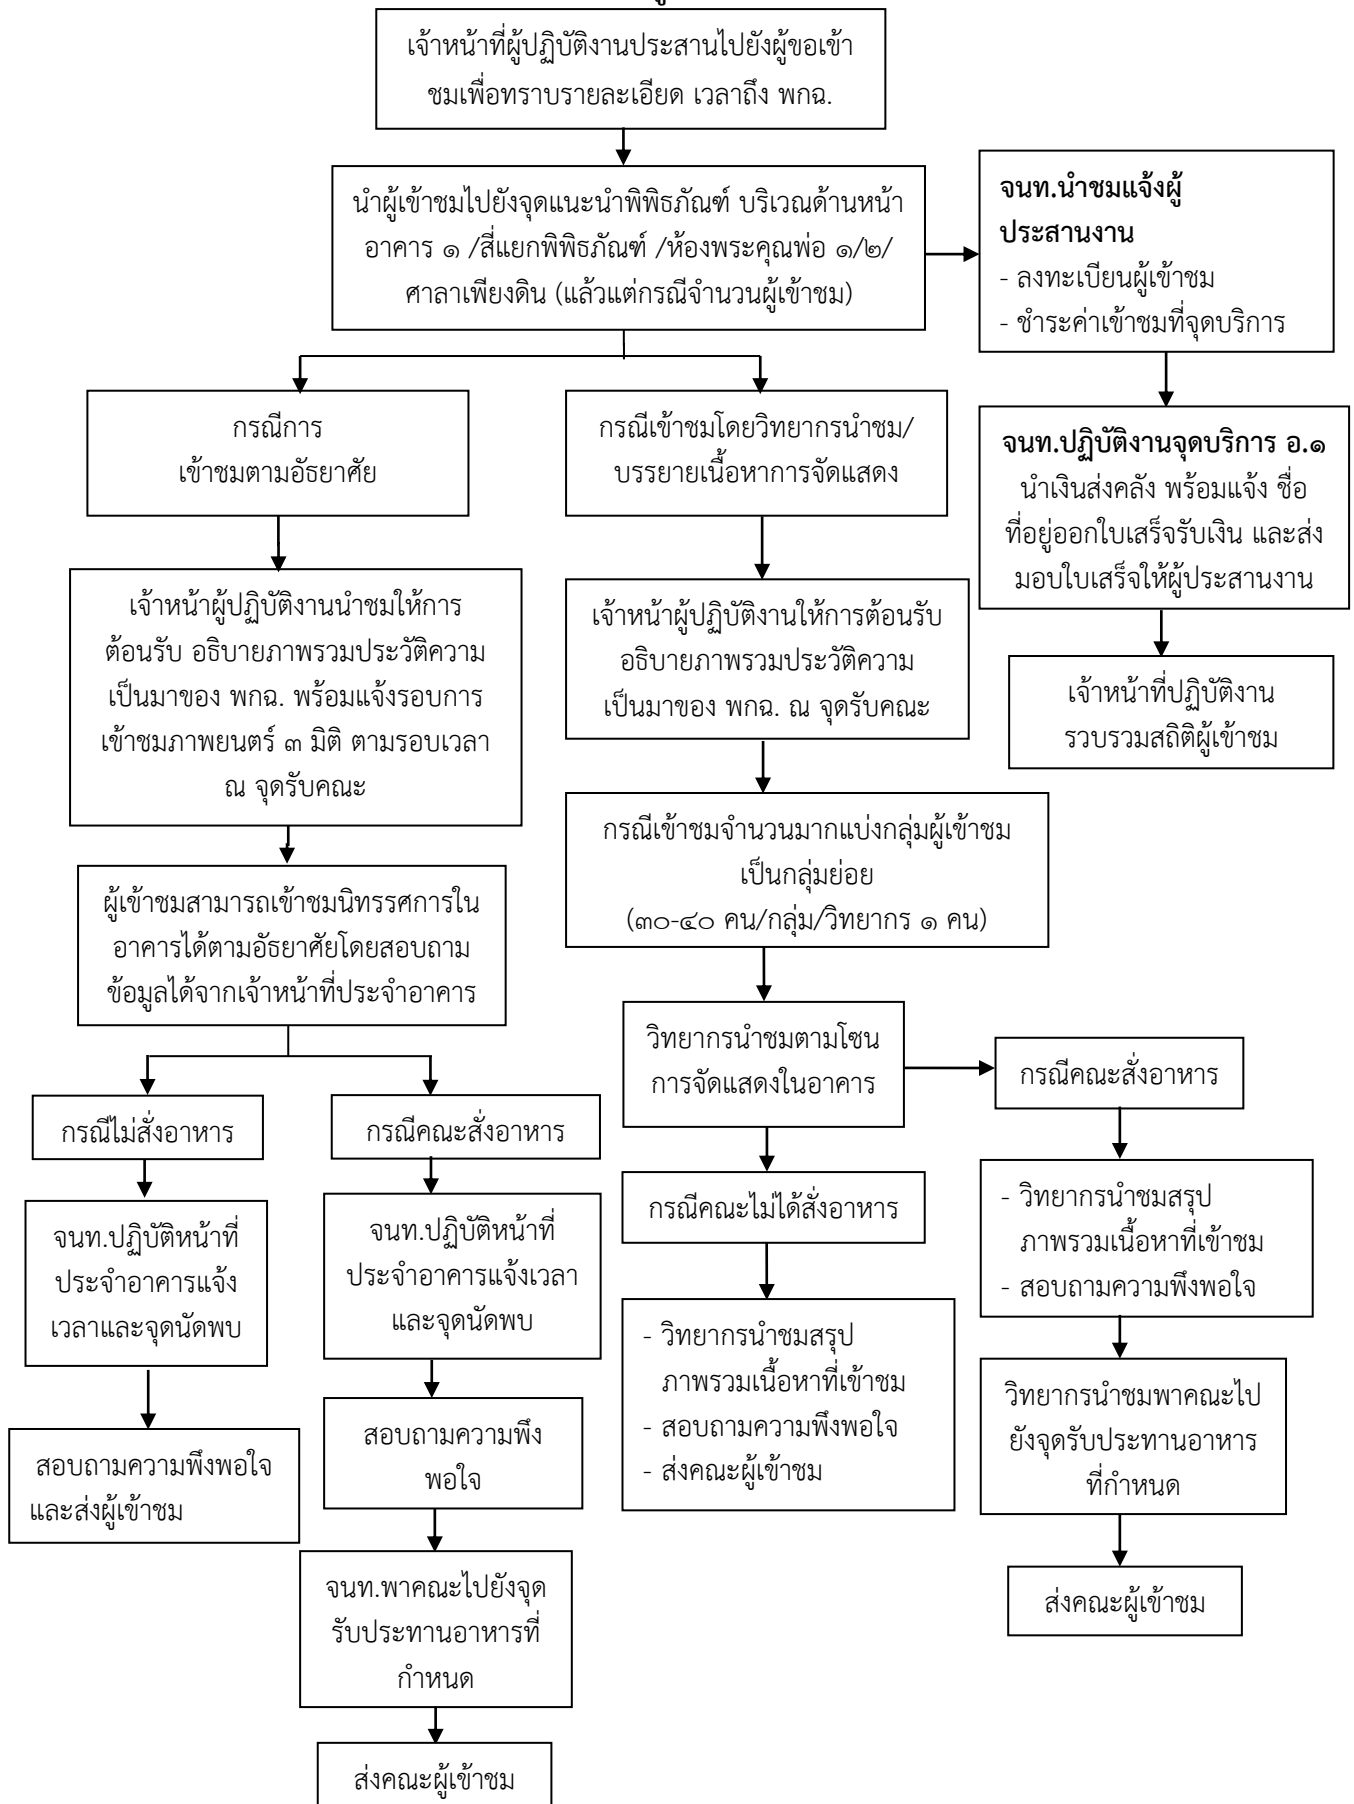 เจ้าหน้าที่ผู้ปฏิบัติงานประสานไปยังผู้ขอเข้า
ชมเพื่อทราบรายละเอียด เวลาถึง พกฉ.
นำผู้เข้าชมไปยังจุดแนะนำพิพิธภัณฑ์ บริเวณด้านหน้า
อาคาร ๑ /สี่แยกพิพิธภัณฑ์ /ห้องพระคุณพ่อ ๑/๒/
ศาลาเพียงดิน (แล้วแต่กรณีจำนวนผู้เข้าชม)
จนท.นำชมแจ้งผู้
ประสานงาน
- ลงทะเบียนผู้เข้าชม
- ชำระค่าเข้าชมที่จุดบริการ
กรณีการ
เข้าชมตามอัธยาศัย
กรณีเข้าชมโดยวิทยากรนำชม/
บรรยายเนื้อหาการจัดแสดง
จนท.ปฏิบัติงานจุดบริการ อ.๑
นำเงินส่งคลัง พร้อมแจ้ง ชื่อ
ที่อยู่ออกใบเสร็จรับเงิน และส่ง
มอบใบเสร็จให้ผู้ประสานงาน
เจ้าหน้าผู้ปฏิบัติงานนำชมให้การ
ต้อนรับ อธิบายภาพรวมประวัติความ
เป็นมาของ พกฉ. พร้อมแจ้งรอบการ
เข้าชมภาพยนตร์ ๓ มิติ ตามรอบเวลา
ณ จุดรับคณะ
เจ้าหน้าผู้ปฏิบัติงานให้การต้อนรับ
อธิบายภาพรวมประวัติความ
เป็นมาของ พกฉ. ณ จุดรับคณะ
เจ้าหน้าที่ปฏิบัติงาน
รวบรวมสถิติผู้เข้าชม
กรณีเข้าชมจำนวนมากแบ่งกลุ่มผู้เข้าชม
เป็นกลุ่มย่อย
(๓๐-๔๐ คน/กลุ่ม/วิทยากร ๑ คน)
ผู้เข้าชมสามารถเข้าชมนิทรรศการใน
อาคารได้ตามอัธยาศัยโดยสอบถาม
ข้อมูลได้จากเจ้าหน้าที่ประจำอาคาร
วิทยากรนำชมตามโซน
การจัดแสดงในอาคาร
กรณีคณะสั่งอาหาร
กรณีไม่สั่งอาหาร
กรณีคณะสั่งอาหาร
กรณีคณะไม่ได้สั่งอาหาร
- วิทยากรนำชมสรุป
ภาพรวมเนื้อหาที่เข้าชม
- สอบถามความพึงพอใจ
จนท.ปฏิบัติหน้าที่
ประจำอาคารแจ้ง
เวลาและจุดนัดพบ
จนท.ปฏิบัติหน้าที่
ประจำอาคารแจ้งเวลา
และจุดนัดพบ
- วิทยากรนำชมสรุป
ภาพรวมเนื้อหาที่เข้าชม
- สอบถามความพึงพอใจ
- ส่งคณะผู้เข้าชม
วิทยากรนำชมพาคณะไป
ยังจุดรับประทานอาหาร
ที่กำหนด
สอบถามความพึงพอใจ
และส่งผู้เข้าชม
สอบถามความพึง
พอใจ
จนท.พาคณะไปยังจุด
รับประทานอาหารที่
กำหนด
ส่งคณะผู้เข้าชม
ส่งคณะผู้เข้าชม